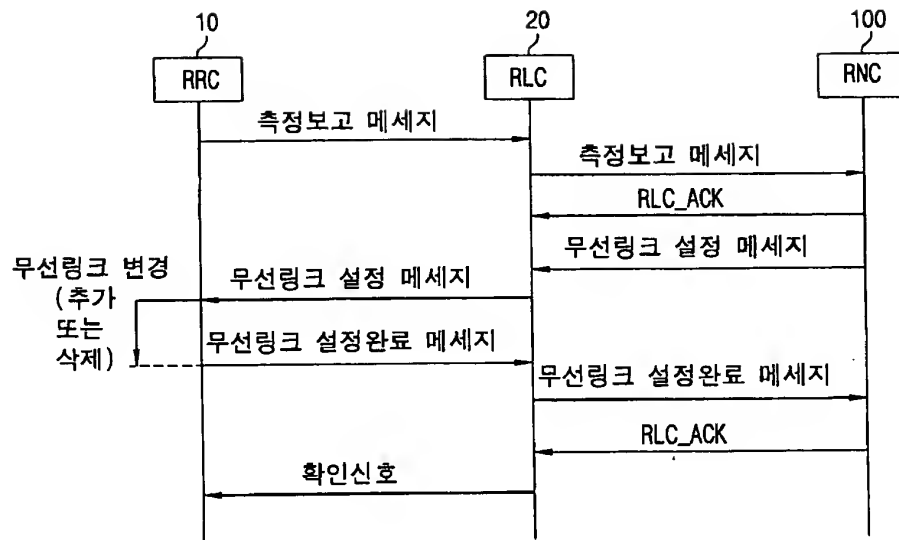 10
20
100
RRC
RLC
RNC
측정보고 메세지
측정보고 메세지
RLC_ACK
무선링크 설정 메세지
무선링크 변경
(추가
또는
삭제)
무선링크 설정 메세지
무선링크 설정완료 메세지
무선링크 설정완료 메세지
RLC_ACK
확인신호